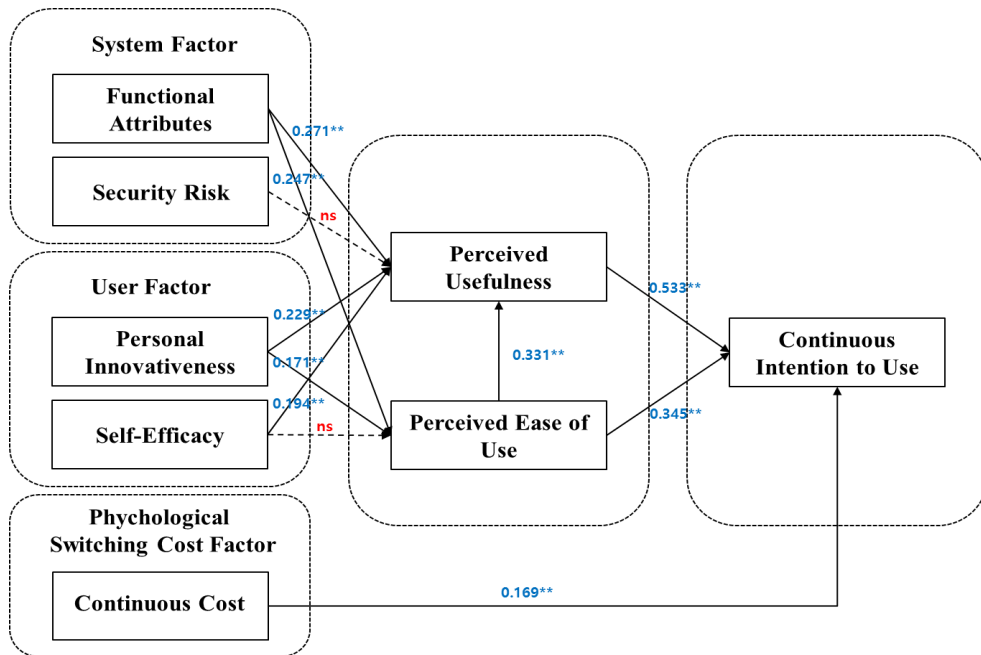 System Factor
Functional
Attributes
0.271**
Security Risk
0.247**
ns
User Factor
Personal
Innovativeness
0.229**
0.171**
Self-Efficacy
0.194**
ns
Perceived
Usefulness
0.331**
Perceived Ease of
Use
0.533**
0.345**
Continuous
Intention to Use
Phychological
Switching Cost Factor
Continuous Cost
0.169**